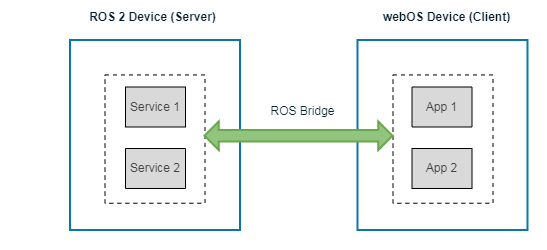 ROS 2 Device (Server)
webOS Device (Client)
Service 1
App 1
ROS Bridge
Service 2
App 2